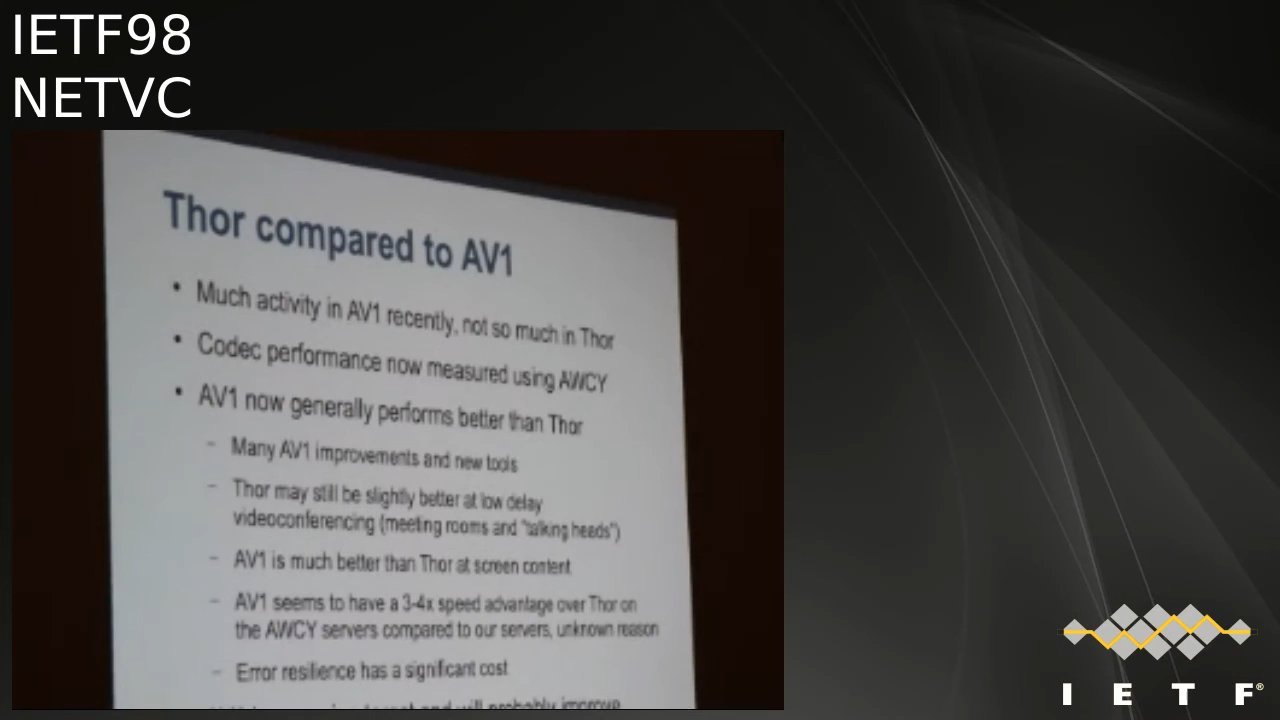 IETF98
NETVC
Thor compared to AV1
• Much activity in AV1 recently, not so much in Thor
• Codec performance now measured using AWCY
• AV1 now generally performs better than Thor
– Many AV1 improvements and new tools
– Thor may still be slightly better at low delay
videoconferencing (meeting rooms and "talking heads")
– AV1 is much better than Thor at screen content
– AV1 seems to have a 3-4x speed advantage over Thor on
the AWCY servers compared to our servers, unknown reason
– Error resilience has a significant cost
and will probably improve
I E T F®